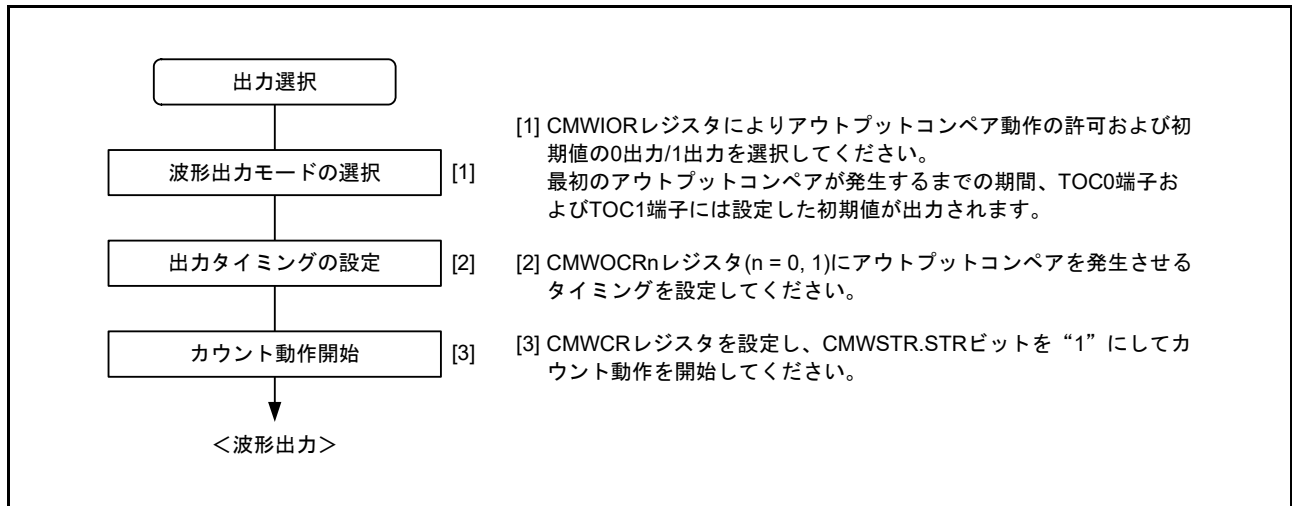 出力選択
波形出力モードの選択 [1]
出力タイミングの設定 [2]
カウント動作開始 [3]
＜波形出力＞
[1] CMWIORレジスタによりアウトプットコンペア動作の許可および初
期値の0出力/1出力を選択してください。
最初のアウトプットコンペアが発生するまでの期間、TOC0端子お
よびTOC1端子には設定した初期値が出力されます。
[2] CMWOCRnレジスタ(n = 0, 1)にアウトプットコンペアを発生させる
タイミングを設定してください。
[3] CMWCRレジスタを設定し、CMWSTR.STRビットを“1”にしてカ
ウント動作を開始してください。